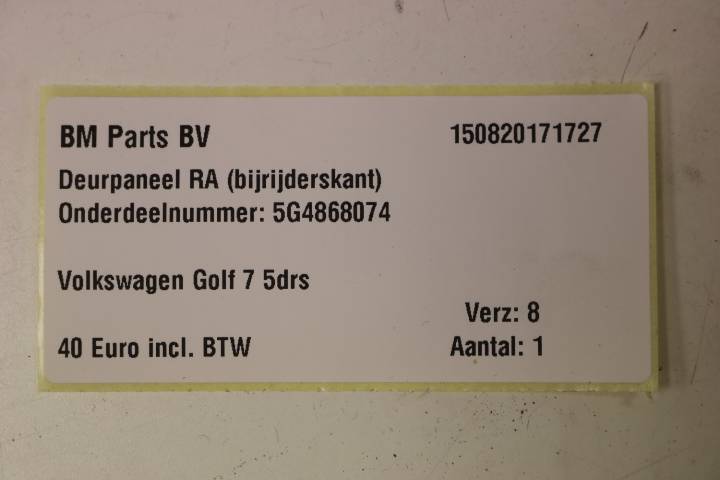 BM Parts BV 150820171727
Deurpaneel RA (bijrijderskant)
Onderdeelnummer: 5G4868074
Volkswagen Golf 7 5drs
Verz: 8
40 Euro incl. BTW Aantal: 1